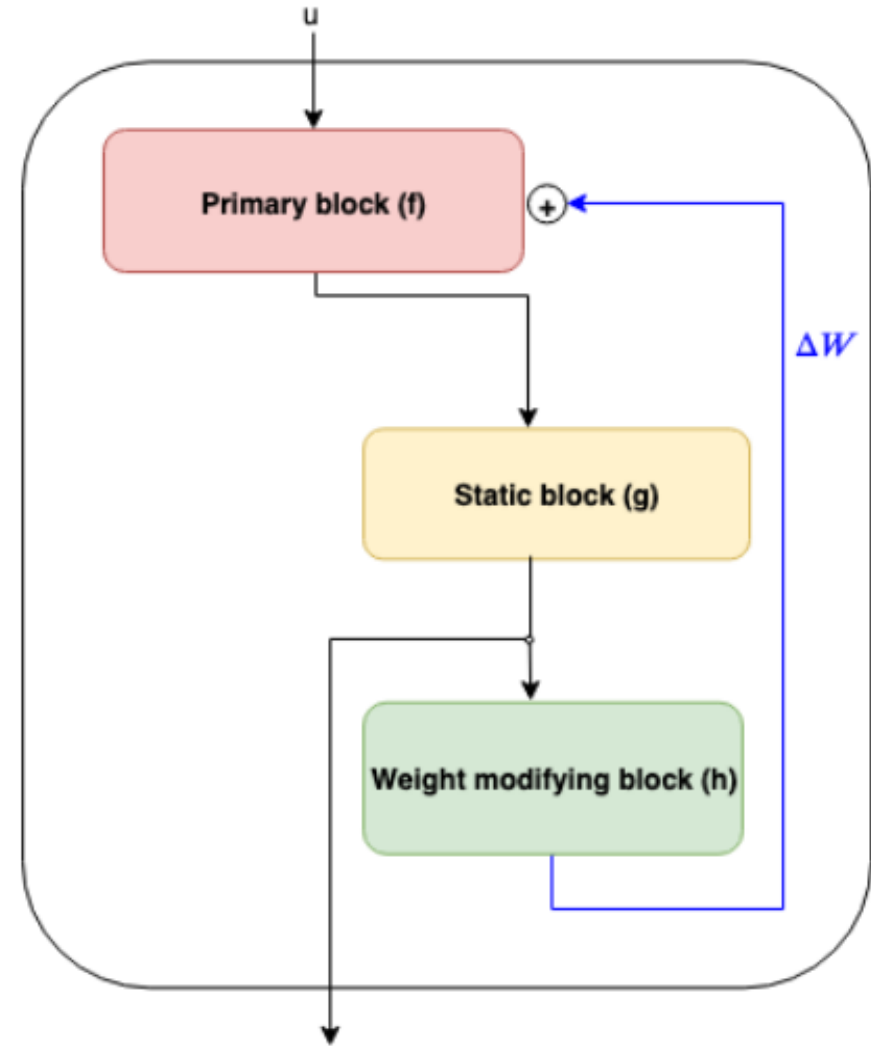 u
Primary block (f)
+
ΔW
Static block (g)
Weight modifying block (h)